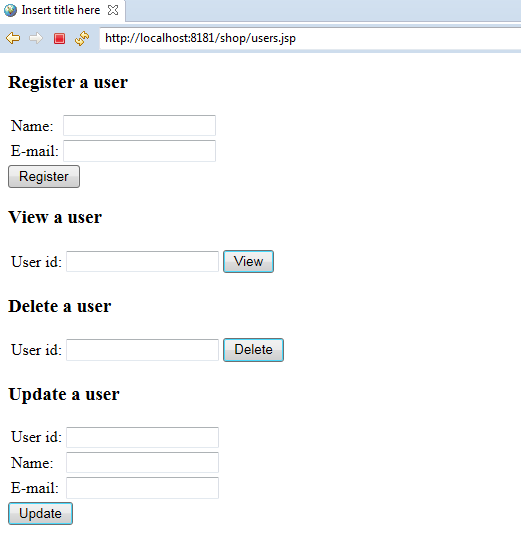 Insert title here
http://localhost:8181/shop/users.jsp
Register a user
Name:
E-mail:
Register
View a user
User id: View
Delete a user
User id: Delete
Update a user
User id:
Name:
E-mail:
Update